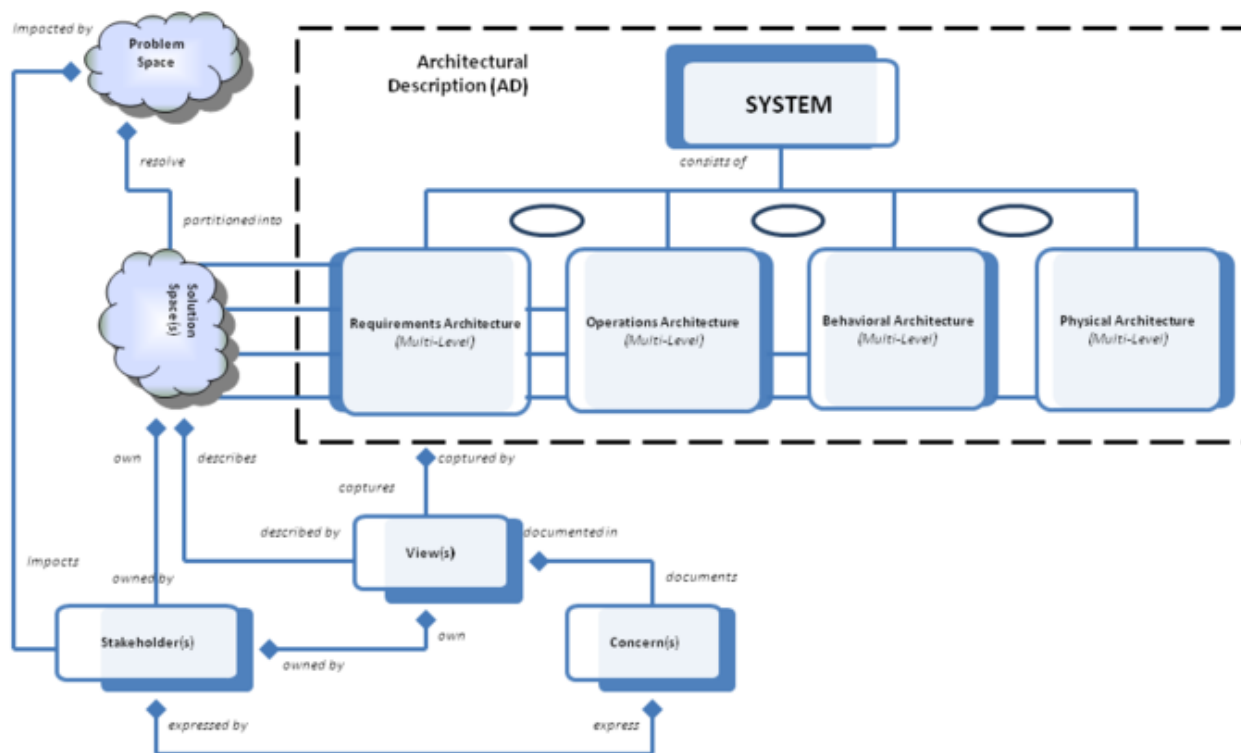 Impacted by
Problem
Space
Architectural
Description (AD)
SYSTEM
consists of
resolve
partitioned into
Solution
Space(s)
Requirements Architecture
(Multi-Level)
Operations Architecture
(Multi-Level)
Behavioral Architecture
(Multi-Level)
Physical Architecture
(Multi-Level)
own
describes
captured by
captures
described by
documented in
View(s)
Impacts
owned by
documents
Stakeholder(s)
own
owned by
Concern(s)
expressed by
express